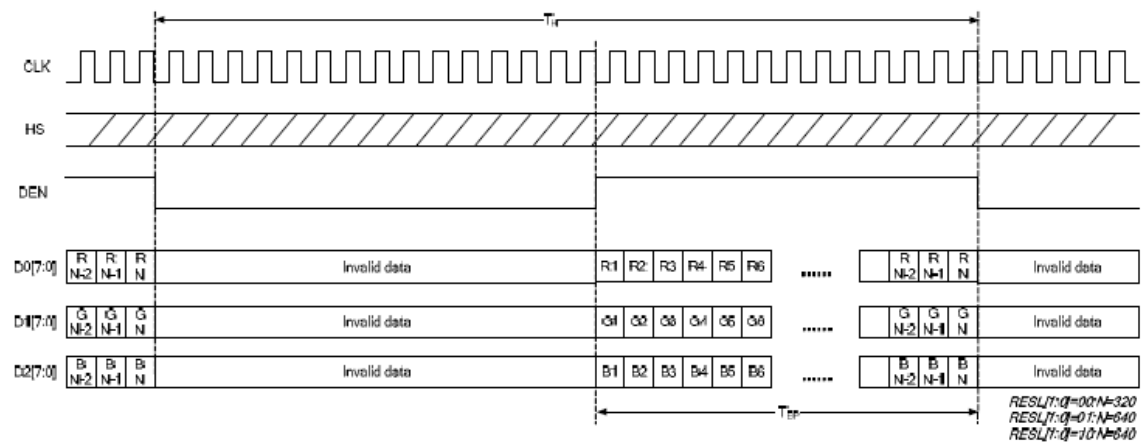 T_H
CLK
HS
DEN
D0[7:0] R N-2 R N-1 R N Invalid data R1 R2 R3 R4 R5 R6 ...... R N-2 R N-1 R N Invalid data
D1[7:0] G N-2 G N-1 G N Invalid data G1 G2 G3 G4 G5 G6 ...... G N-2 G N-1 G N Invalid data
D2[7:0] B N-2 B N-1 B N Invalid data B1 B2 B3 B4 B5 B6 ...... B N-2 B N-1 B N Invalid data
T_EP
RESL[1:0]=00:N=320
RESL[1:0]=01:N=640
RESL[1:0]=10:N=640